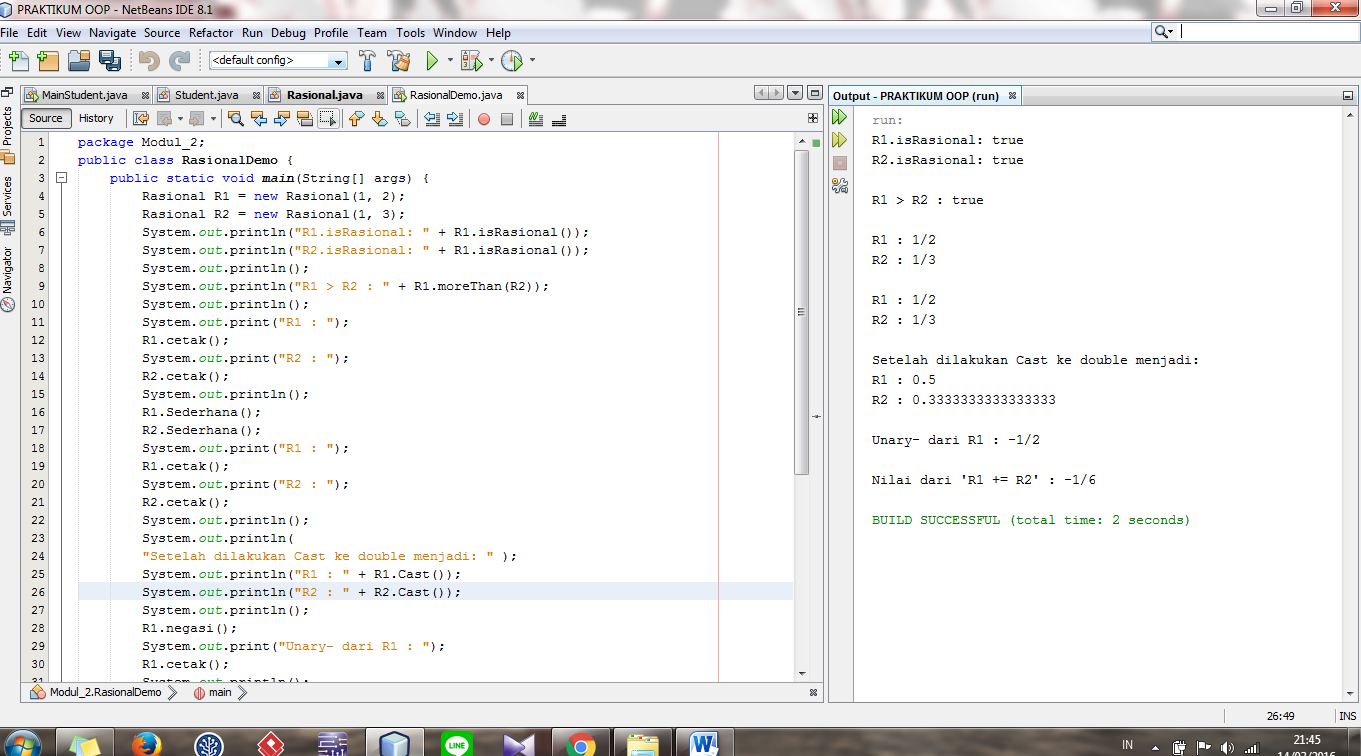 PRAKTIKUM OOP - NetBeans IDE 8.1
File Edit View Navigate Source Refactor Run Debug Profile Team Tools Window Help
<default config>
MainStudent.java Student.java Rasional.java RasionalDemo.java
Source History
Projects
Services
Navigator
1 package Modul_2;
2 public class RasionalDemo {
3 public static void main(String[] args) {
4 Rasional R1 = new Rasional(1, 2);
5 Rasional R2 = new Rasional(1, 3);
6 System.out.println("R1.isRasional: " + R1.isRasional());
7 System.out.println("R2.isRasional: " + R1.isRasional());
8 System.out.println();
9 System.out.println("R1 > R2 : " + R1.moreThan(R2));
10 System.out.println();
11 System.out.print("R1 : ");
12 R1.cetak();
13 System.out.print("R2 : ");
14 R2.cetak();
15 System.out.println();
16 R1.Sederhana();
17 R2.Sederhana();
18 System.out.print("R1 : ");
19 R1.cetak();
20 System.out.print("R2 : ");
21 R2.cetak();
22 System.out.println();
23 System.out.println(
24 "Setelah dilakukan Cast ke double menjadi: " );
25 System.out.println("R1 : " + R1.Cast());
26 System.out.println("R2 : " + R2.Cast());
27 System.out.println();
28 R1.negasi();
29 System.out.print("Unary- dari R1 : ");
30 R1.cetak();
31 System.out.println();
Modul_2.RasionalDemo main
Output - PRAKTIKUM OOP (run)
run:
R1.isRasional: true
R2.isRasional: true
R1 > R2 : true
R1 : 1/2
R2 : 1/3
R1 : 1/2
R2 : 1/3
Setelah dilakukan Cast ke double menjadi:
R1 : 0.5
R2 : 0.3333333333333333
Unary- dari R1 : -1/2
Nilai dari 'R1 += R2' : -1/6
BUILD SUCCESSFUL (total time: 2 seconds)
26:49 INS
LINE
IN
21:45
14/03/2016